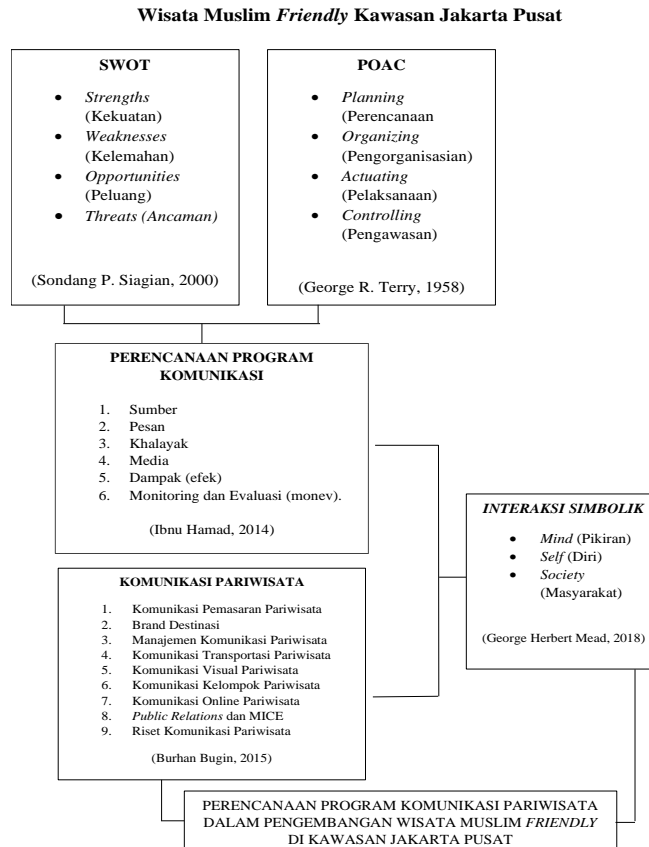 Wisata Muslim Friendly Kawasan Jakarta Pusat
SWOT
• Strengths
(Kekuatan)
• Weaknesses
(Kelemahan)
• Opportunities
(Peluang)
• Threats (Ancaman)
(Sondang P. Siagian, 2000)
POAC
• Planning
(Perencanaan
• Organizing
(Pengorganisasian)
• Actuating
(Pelaksanaan)
• Controlling
(Pengawasan)
(George R. Terry, 1958)
PERENCANAAN PROGRAM
KOMUNIKASI
1. Sumber
2. Pesan
3. Khalayak
4. Media
5. Dampak (efek)
6. Monitoring dan Evaluasi (monev).
(Ibnu Hamad, 2014)
INTERAKSI SIMBOLIK
• Mind (Pikiran)
• Self (Diri)
• Society
(Masyarakat)
(George Herbert Mead, 2018)
KOMUNIKASI PARIWISATA
1. Komunikasi Pemasaran Pariwisata
2. Brand Destinasi
3. Manajemen Komunikasi Pariwisata
4. Komunikasi Transportasi Pariwisata
5. Komunikasi Visual Pariwisata
6. Komunikasi Kelompok Pariwisata
7. Komunikasi Online Pariwisata
8. Public Relations dan MICE
9. Riset Komunikasi Pariwisata
(Burhan Bugin, 2015)
PERENCANAAN PROGRAM KOMUNIKASI PARIWISATA
DALAM PENGEMBANGAN WISATA MUSLIM FRIENDLY
DI KAWASAN JAKARTA PUSAT